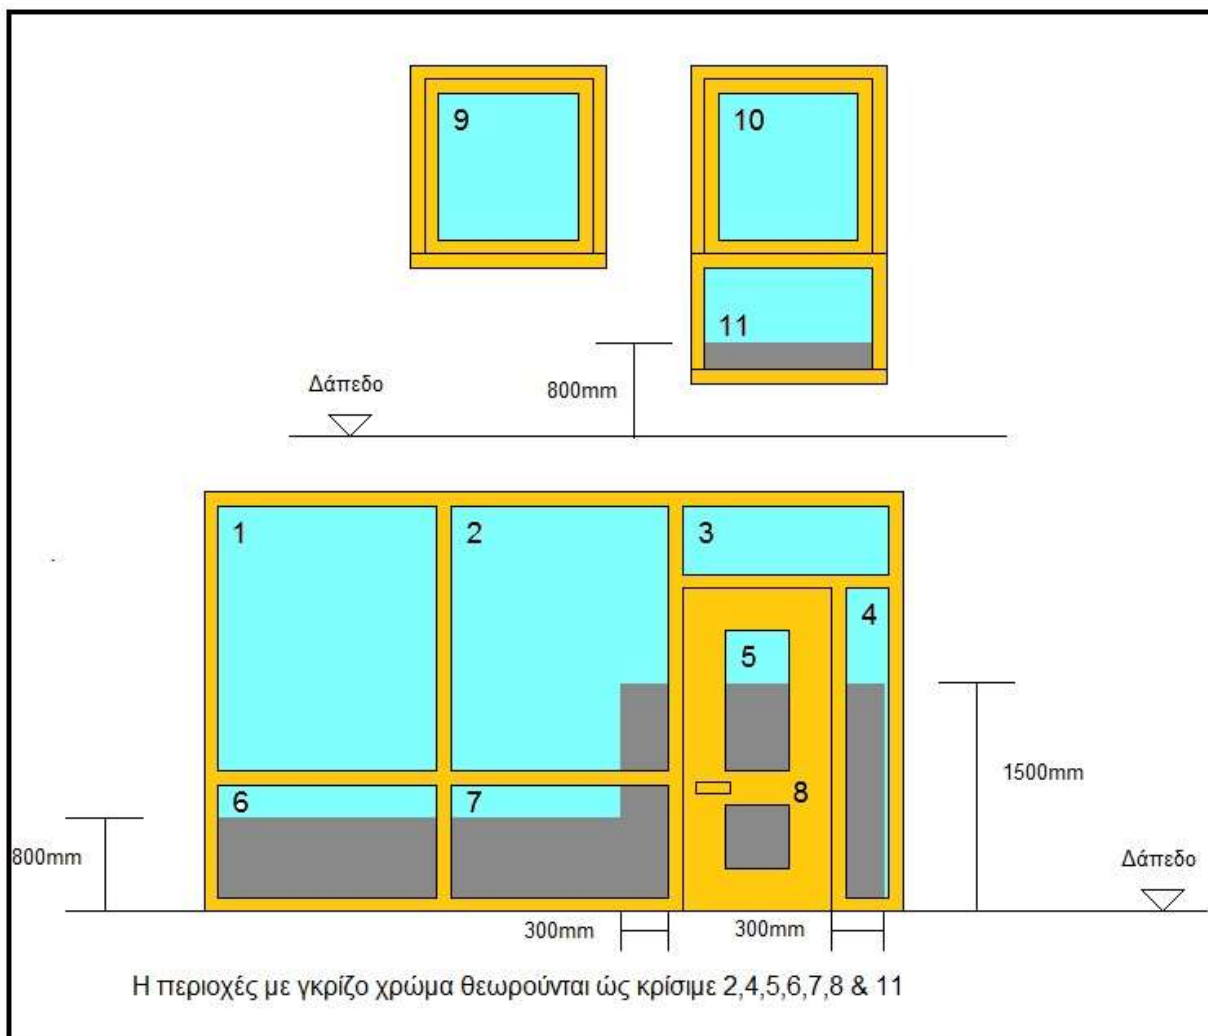 9
10
11
800mm
Δάπεδο
1
2
3
4
5
6
7
8
800mm
1500mm
Δάπεδο
300mm
300mm
Η περιοχές με γκρίζο χρώμα θεωρούνται ώς κρίσιμε 2,4,5,6,7,8 & 11